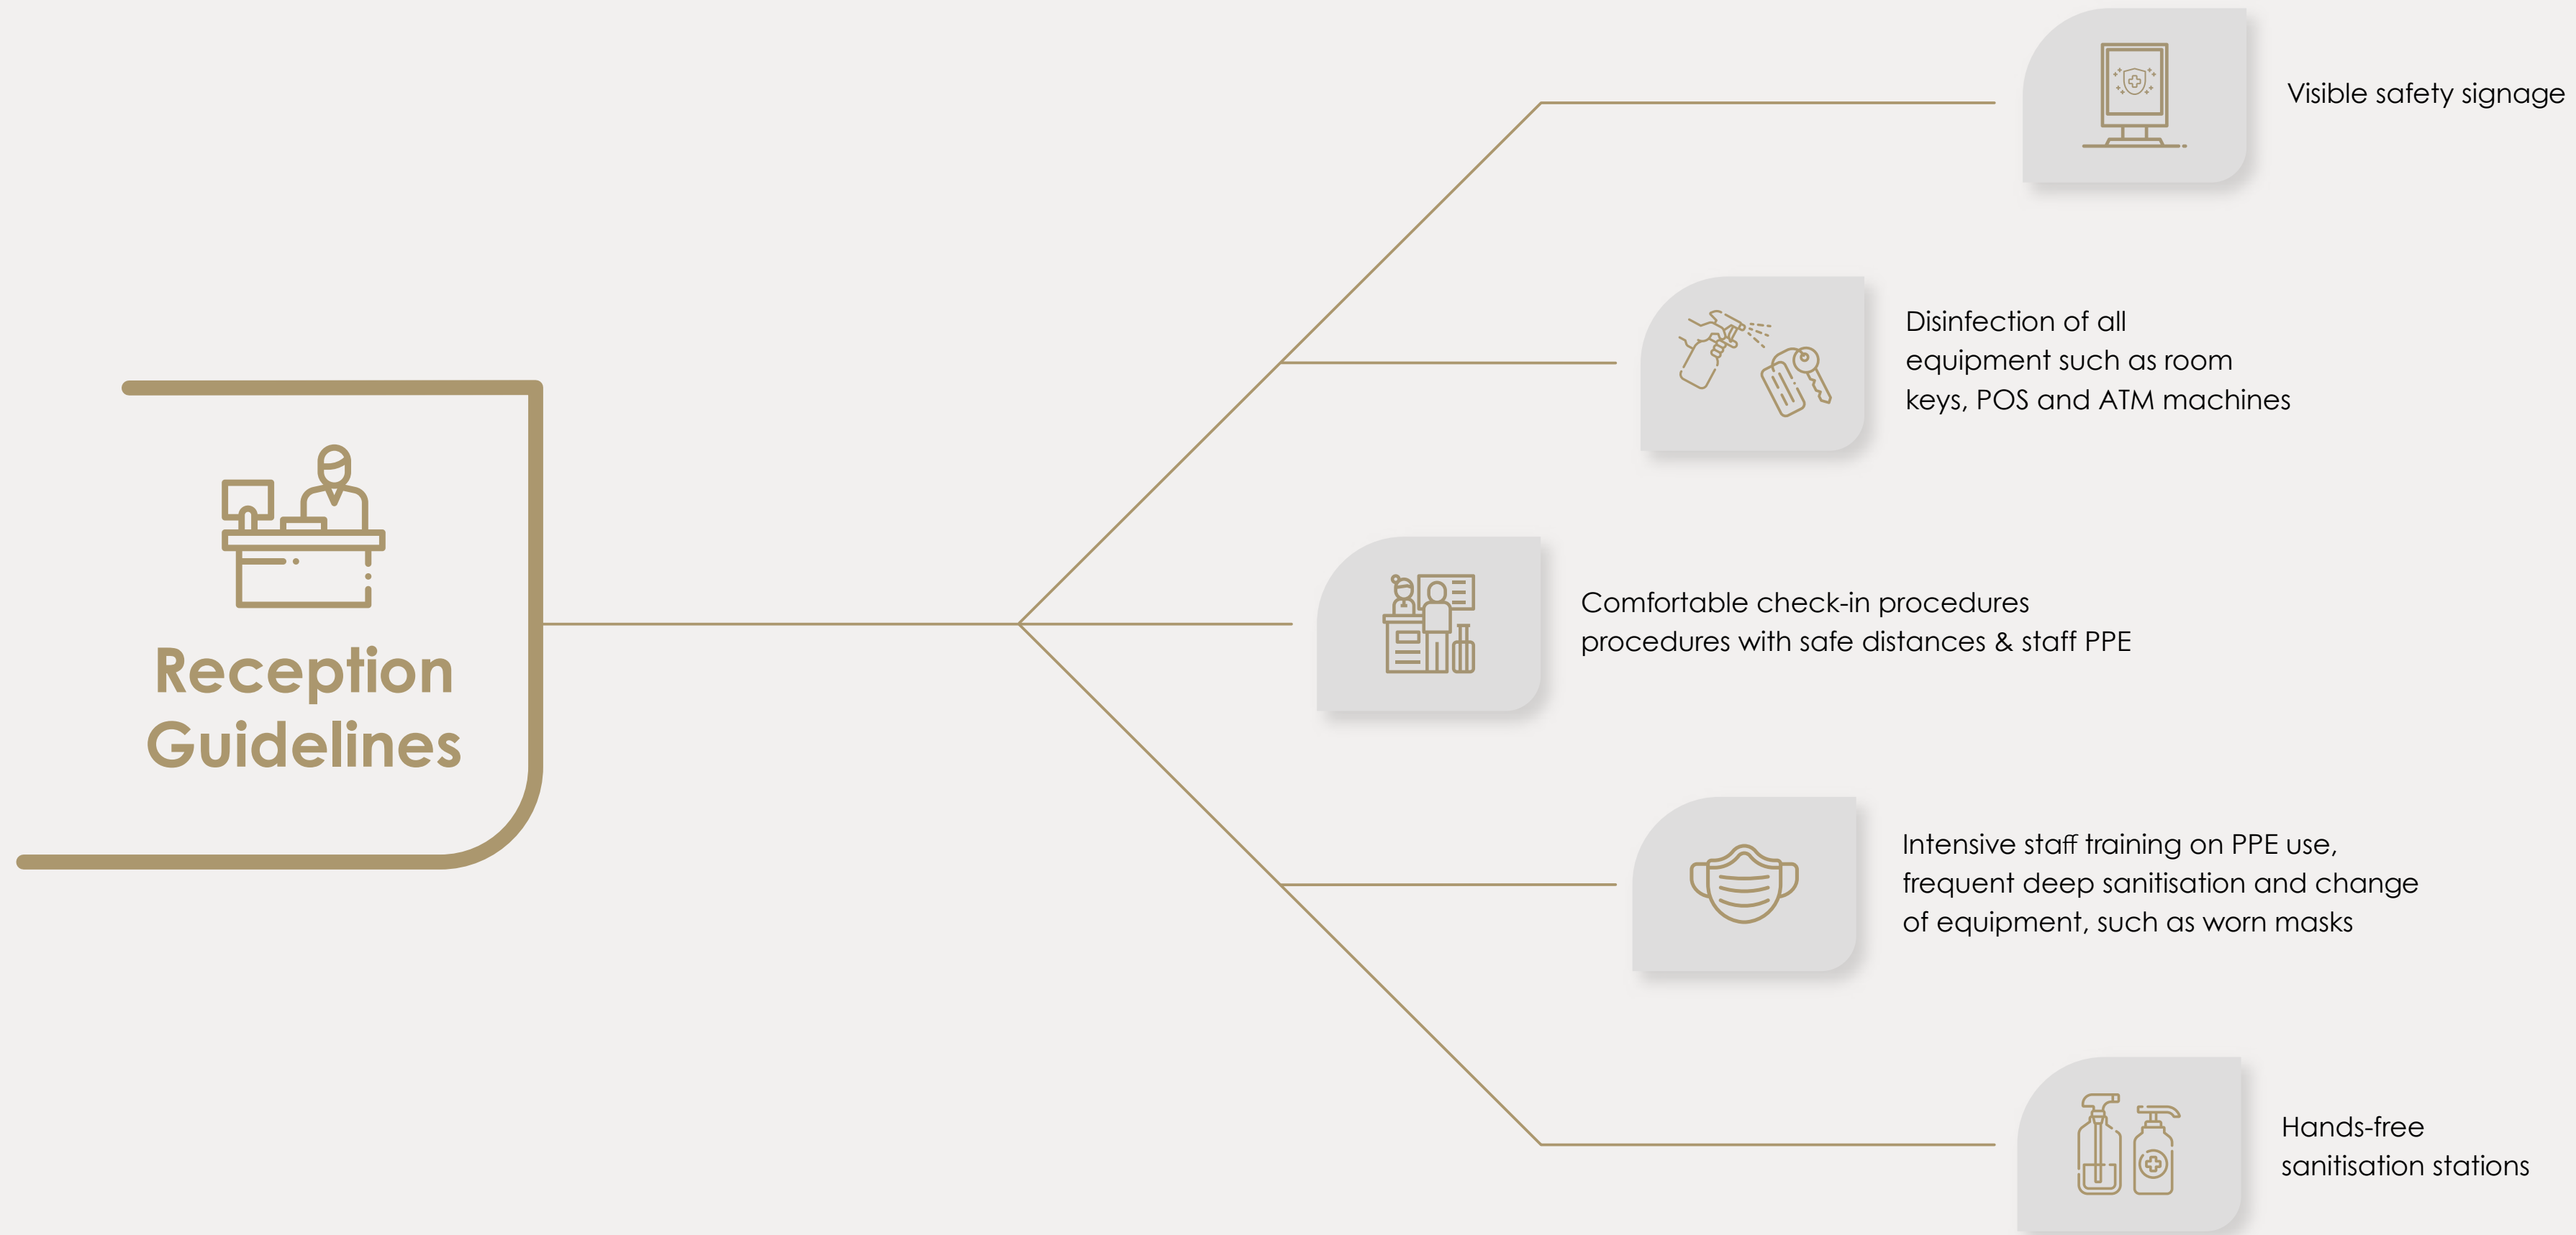 Reception
Guidelines
Visible safety signage
Disinfection of all
equipment such as room
keys, POS and ATM machines
Comfortable check-in procedures
procedures with safe distances & staff PPE
Intensive staff training on PPE use,
frequent deep sanitisation and change
of equipment, such as worn masks
Hands-free
sanitisation stations